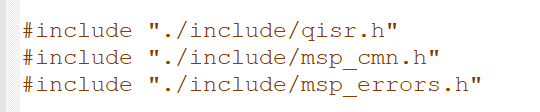 #include "./include/qisr.h"
#include "./include/msp_cmn.h"
#include "./include/msp_errors.h"